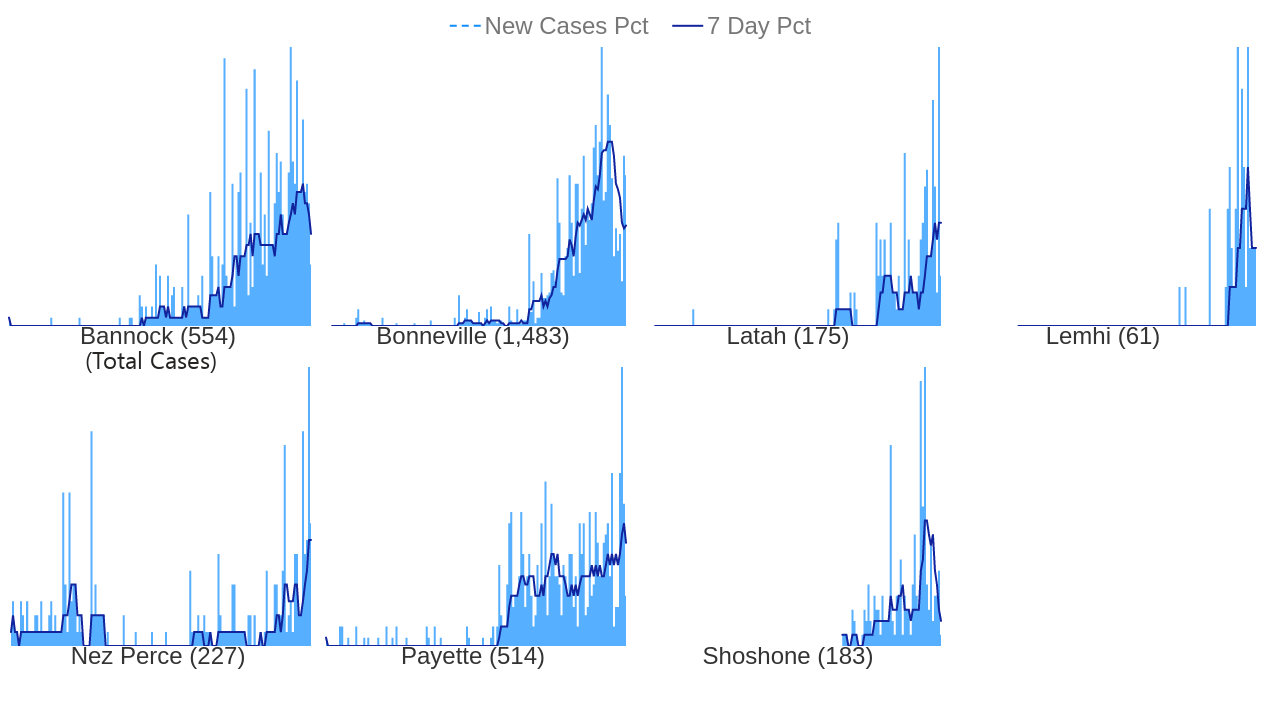 New Cases Pct 7 Day Pct
Bannock (554) Bonneville (1,483) Latah (175) Lemhi (61)
(Total Cases)
Nez Perce (227) Payette (514) Shoshone (183)